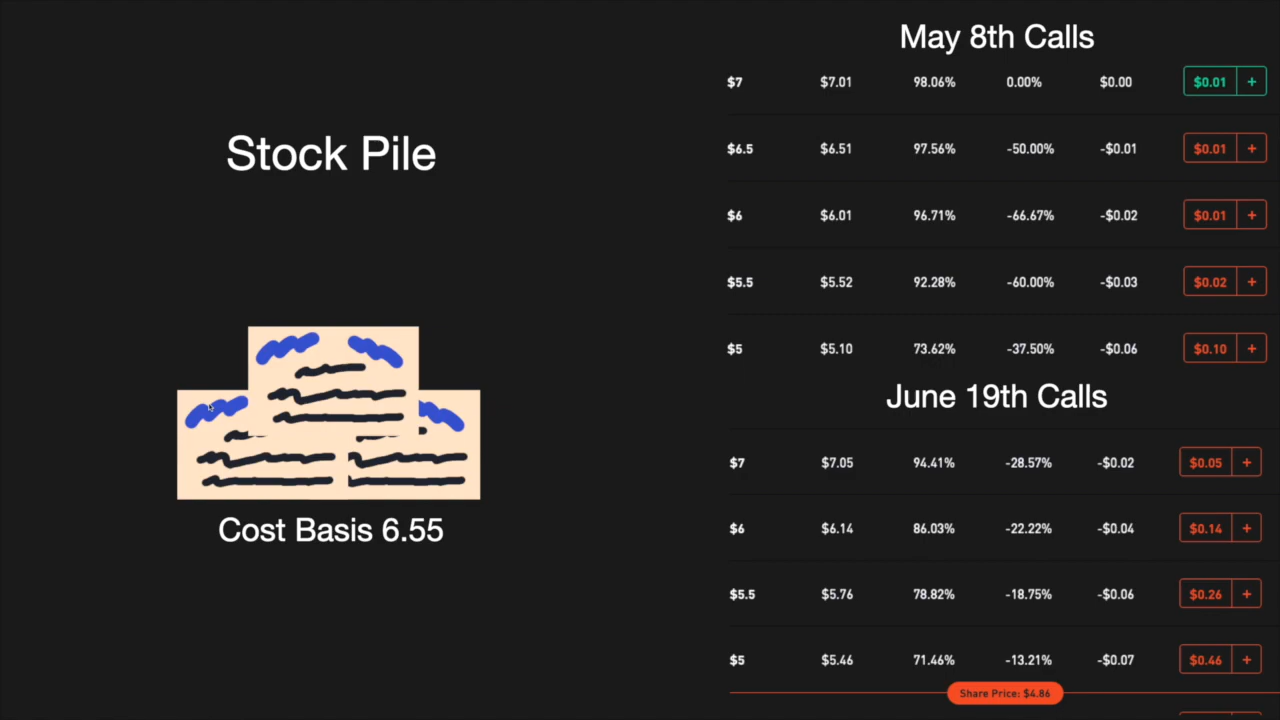 Stock Pile
Cost Basis 6.55
May 8th Calls
$7 $7.01 98.06% 0.00% $0.00 $0.01 +
$6.5 $6.51 97.56% -50.00% -$0.01 $0.01 +
$6 $6.01 96.71% -66.67% -$0.02 $0.01 +
$5.5 $5.52 92.28% -60.00% -$0.03 $0.02 +
$5 $5.10 73.62% -37.50% -$0.06 $0.10 +
June 19th Calls
$7 $7.05 94.41% -28.57% -$0.02 $0.05 +
$6 $6.14 86.03% -22.22% -$0.04 $0.14 +
$5.5 $5.76 78.82% -18.75% -$0.06 $0.26 +
$5 $5.46 71.46% -13.21% -$0.07 $0.46 +
Share Price: $4.86